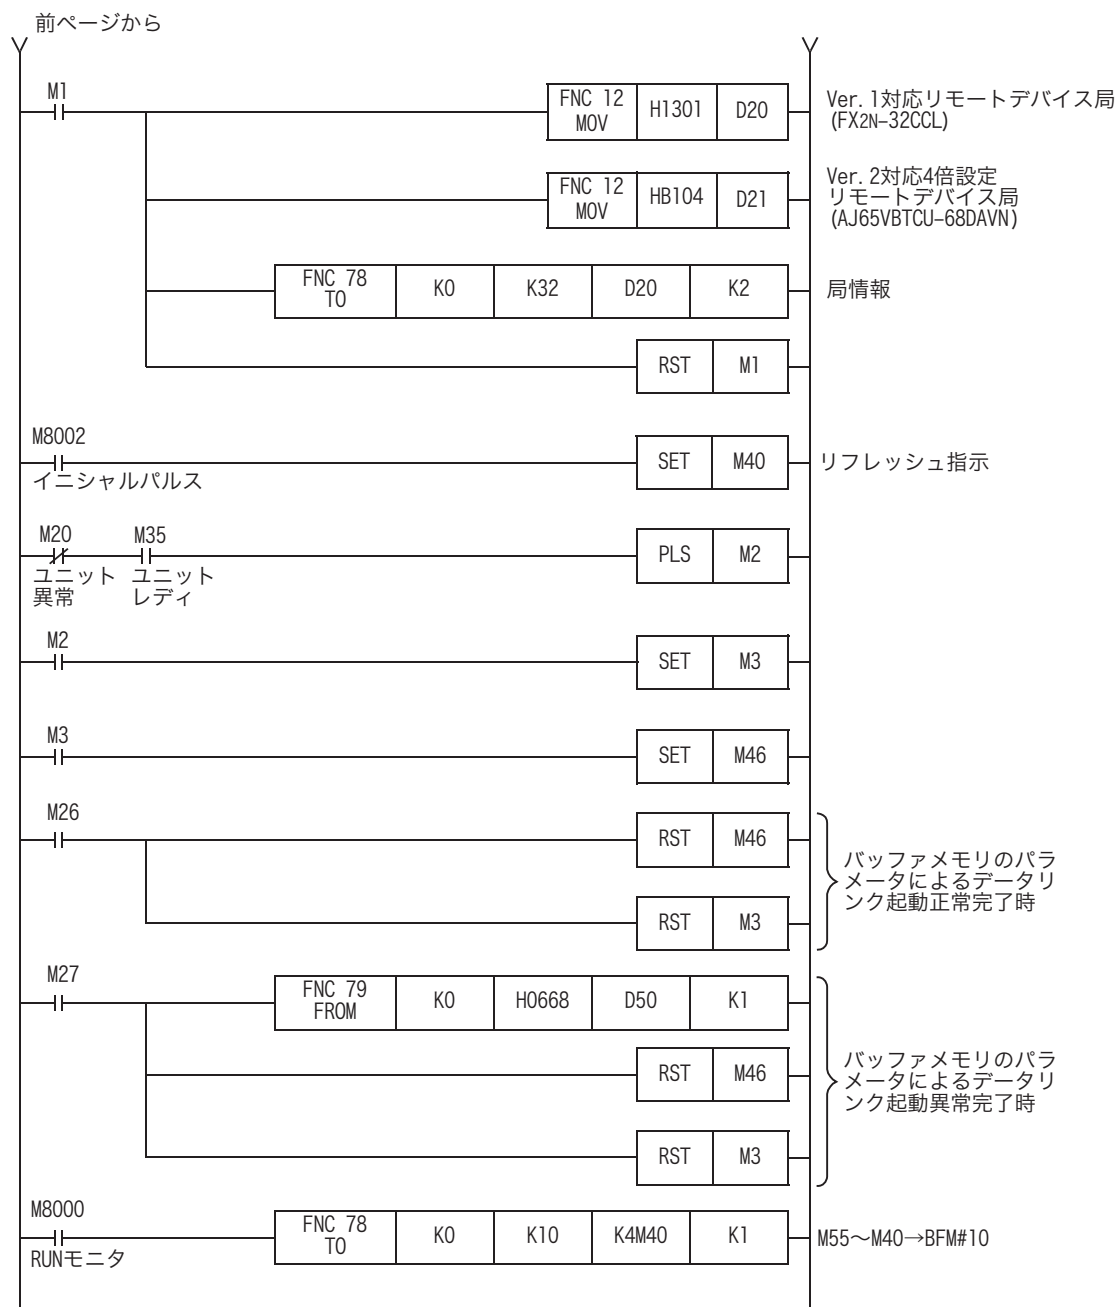 前ページから
M1
FNC 12
MOV
H1301
D20
Ver.1対応リモートデバイス局
(FX2N-32CCL)
FNC 12
MOV
HB104
D21
Ver.2対応4倍設定
リモートデバイス局
(AJ65VBTCU-68DAVN)
FNC 78
TO
K0
K32
D20
K2
局情報
RST
M1
M8002
イニシャルパルス
SET
M40
リフレッシュ指示
M20
ユニット
異常
M35
ユニット
レディ
PLS
M2
M2
SET
M3
M3
SET
M46
M26
RST
M46
RST
M3
バッファメモリのパラ
メータによるデータリ
ンク起動正常完了時
M27
FNC 79
FROM
K0
H0668
D50
K1
RST
M46
RST
M3
バッファメモリのパラ
メータによるデータリ
ンク起動異常完了時
M8000
RUNモニタ
FNC 78
TO
K0
K10
K4M40
K1
M55～M40→BFM#10